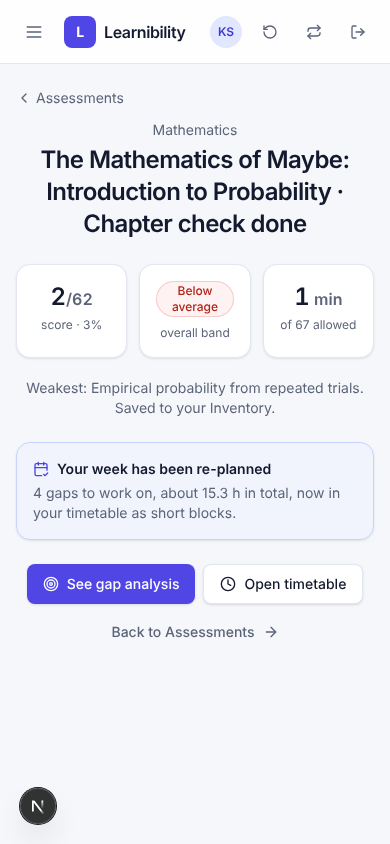 L Learnibility KS
Assessments
Mathematics
The Mathematics of Maybe:
Introduction to Probability ·
Chapter check done
2/62
score · 3%
Below
average
overall band
1 min
of 67 allowed
Weakest: Empirical probability from repeated trials.
Saved to your Inventory.
Your week has been re-planned
4 gaps to work on, about 15.3 h in total, now in
your timetable as short blocks.
See gap analysis
Open timetable
Back to Assessments
N